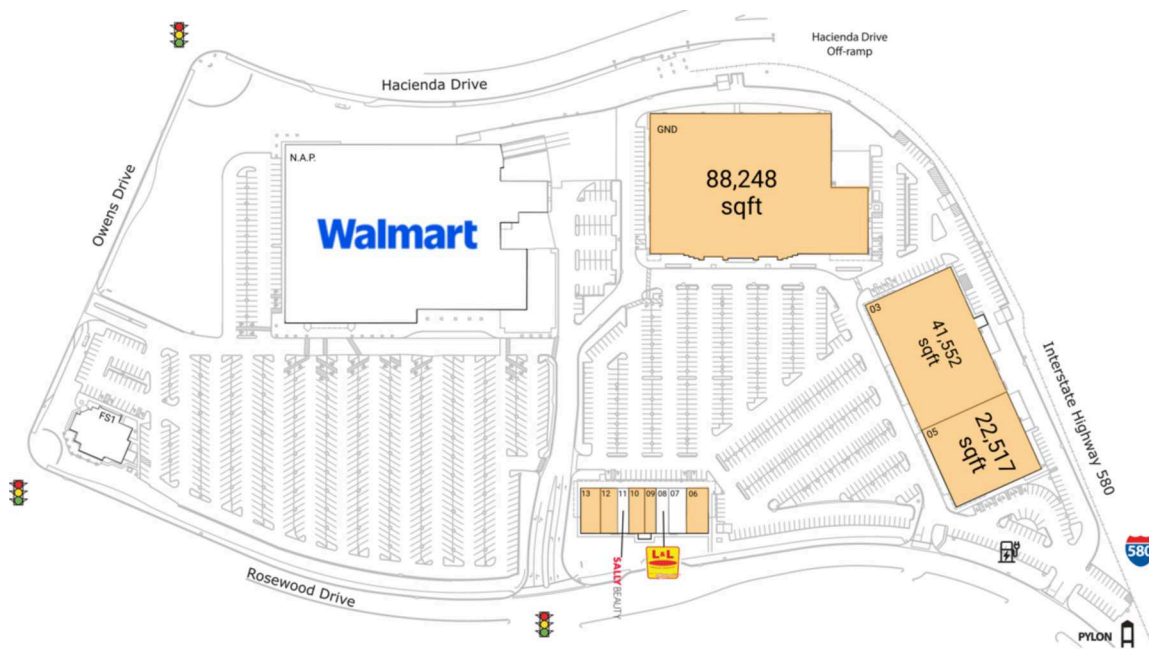 Hacienda Drive
Off-ramp
Hacienda Drive
Owens Drive
N.A.P.
Walmart
GND
88,248
sqft
03
41,552
sqft
05
22,517
sqft
Interstate Highway 580
FS1
13
12
11
10
09
08
07
06
SALLY BEAUTY
L&L
580
Rosewood Drive
PYLON